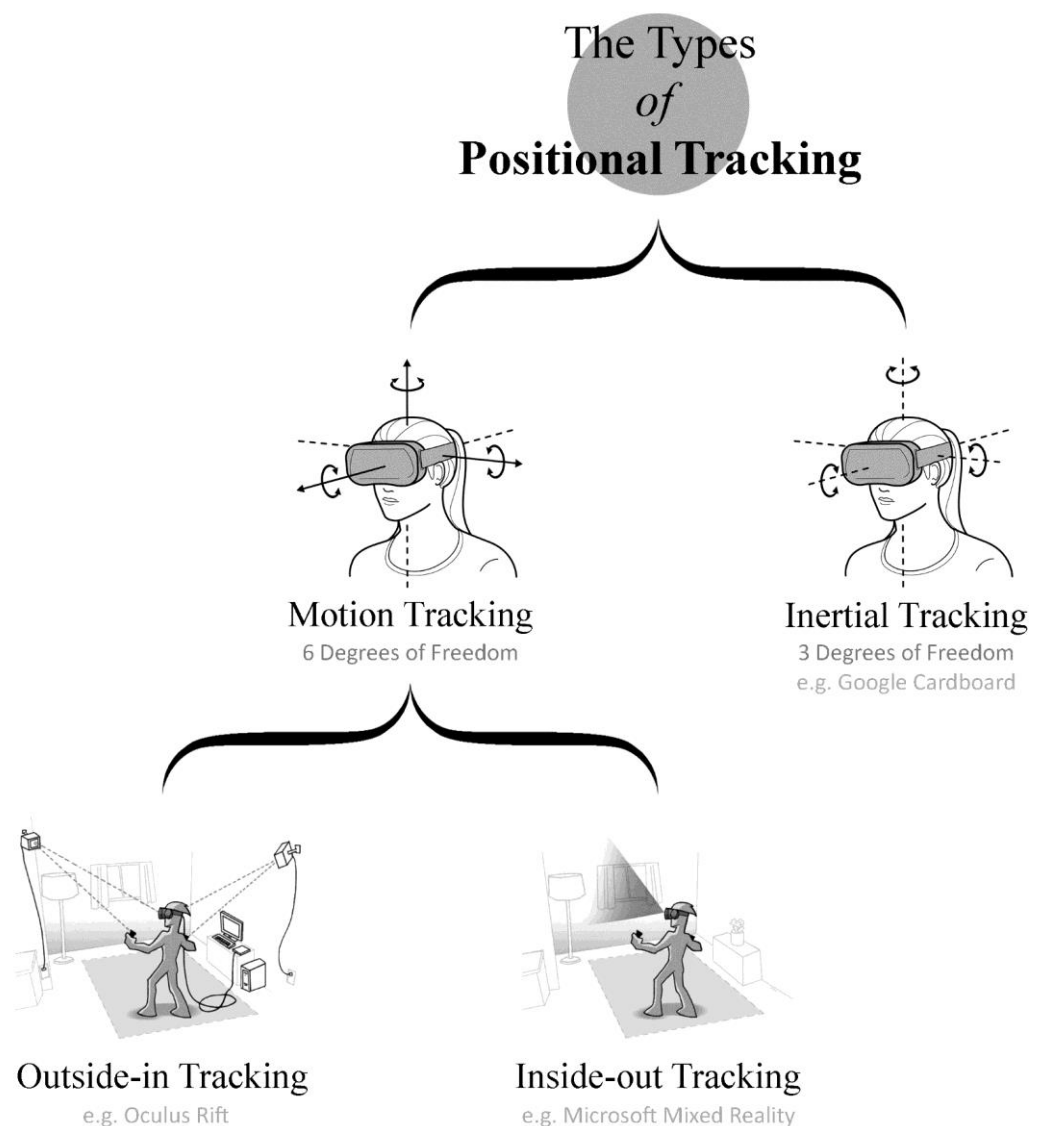 The Types
of
Positional Tracking
Motion Tracking
6 Degrees of Freedom
Inertial Tracking
3 Degrees of Freedom
e.g. Google Cardboard
Outside-in Tracking
e.g. Oculus Rift
Inside-out Tracking
e.g. Microsoft Mixed Reality